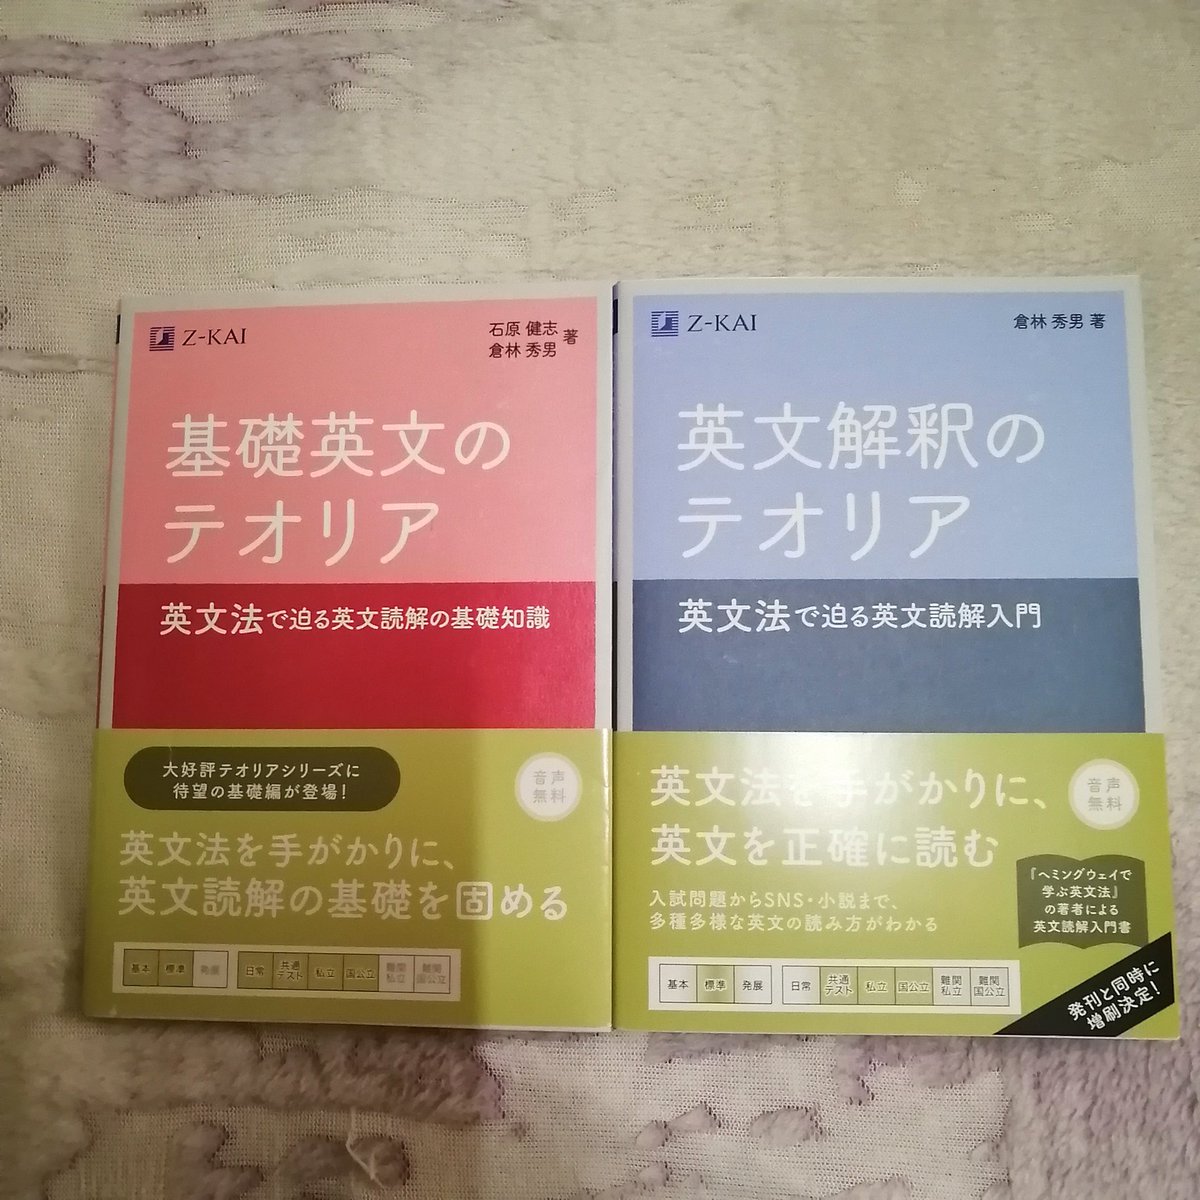 Z-KAI
石原 健志
倉林 秀男 著
基礎英文の
テオリア
英文法で迫る英文読解の基礎知識
大好評テオリアシリーズに
待望の基礎編が登場!
音声
無料
英文法を手がかりに、
英文読解の基礎を固める
基本 標準 発展 日常 共通テスト 私立 国公立 難関私立 難関国公立
Z-KAI
倉林 秀男 著
英文解釈の
テオリア
英文法で迫る英文読解入門
英文法を手がかりに、
英文を正確に読む
音声
無料
入試問題からSNS・小説まで、
多種多様な英文の読み方がわかる
『ヘミングウェイで
学ぶ英文法』
の著者による
英文読解入門書
基本 標準 発展 日常 共通テスト 私立 国公立 難関私立 難関国公立
発刊と同時に
増刷決定!